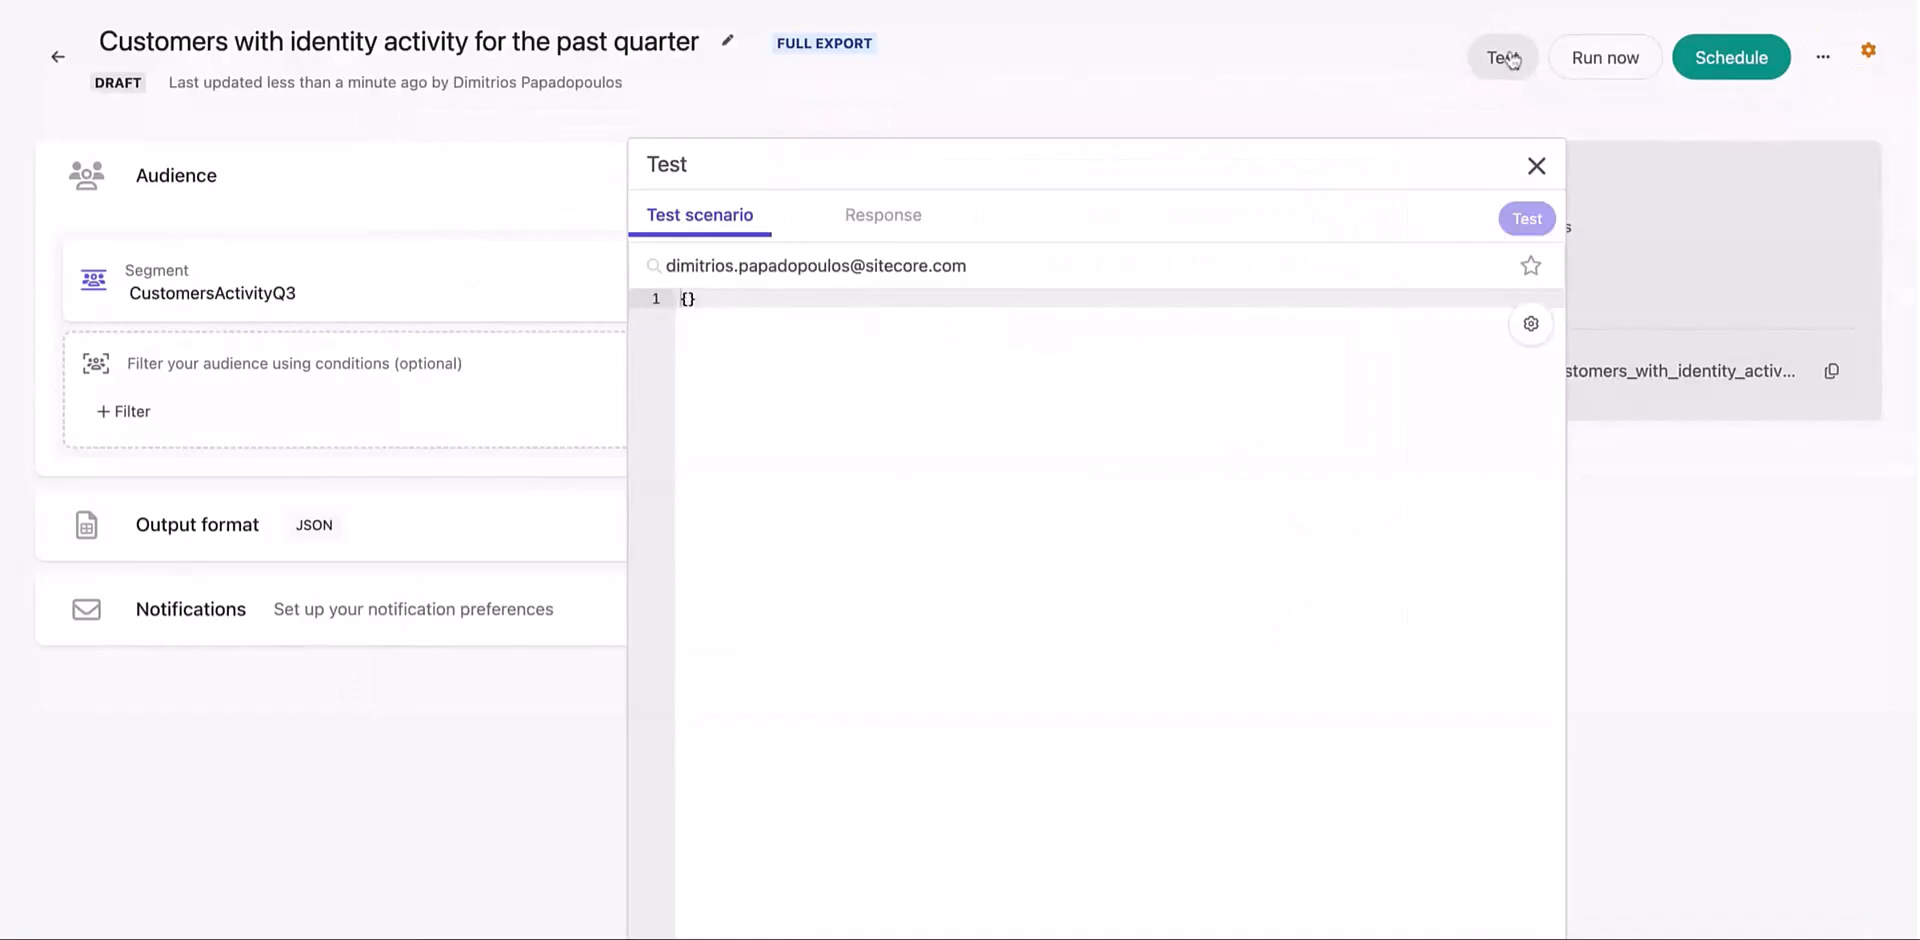 Customers with identity activity for the past quarter
FULL EXPORT
DRAFT
Last updated less than a minute ago by Dimitrios Papadopoulos
Run now
Schedule
Audience
Segment
CustomersActivityQ3
Filter your audience using conditions (optional)
+ Filter
Output format
JSON
Notifications
Set up your notification preferences
Test
Test scenario
Response
Test
dimitrios.papadopoulos@sitecore.com
1
{}
stomers_with_identity_activ...